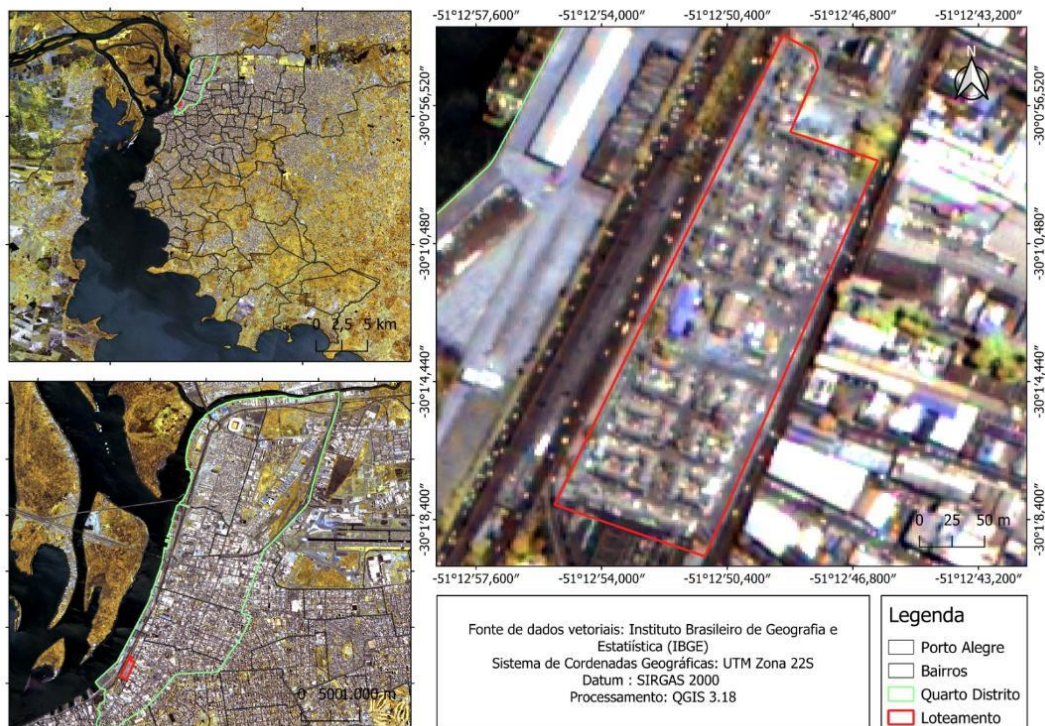 0 2,5 5 km
0 5001.000 m
-51°12′57,600″ -51°12′54,000″ -51°12′50,400″ -51°12′46,800″ -51°12′43,200″
N
-30°0′56,520″
-30°1′0,480″
-30°1′4,440″
-30°1′8,400″
0 25 50 m
-51°12′57,600″ -51°12′54,000″ -51°12′50,400″ -51°12′46,800″ -51°12′43,200″
Fonte de dados vetoriais: Instituto Brasileiro de Geografia e
Estatiística (IBGE)
Sistema de Cordenadas Geográficas: UTM Zona 22S
Datum : SIRGAS 2000
Processamento: QGIS 3.18
Legenda
Porto Alegre
Bairros
Quarto Distrito
Loteamento